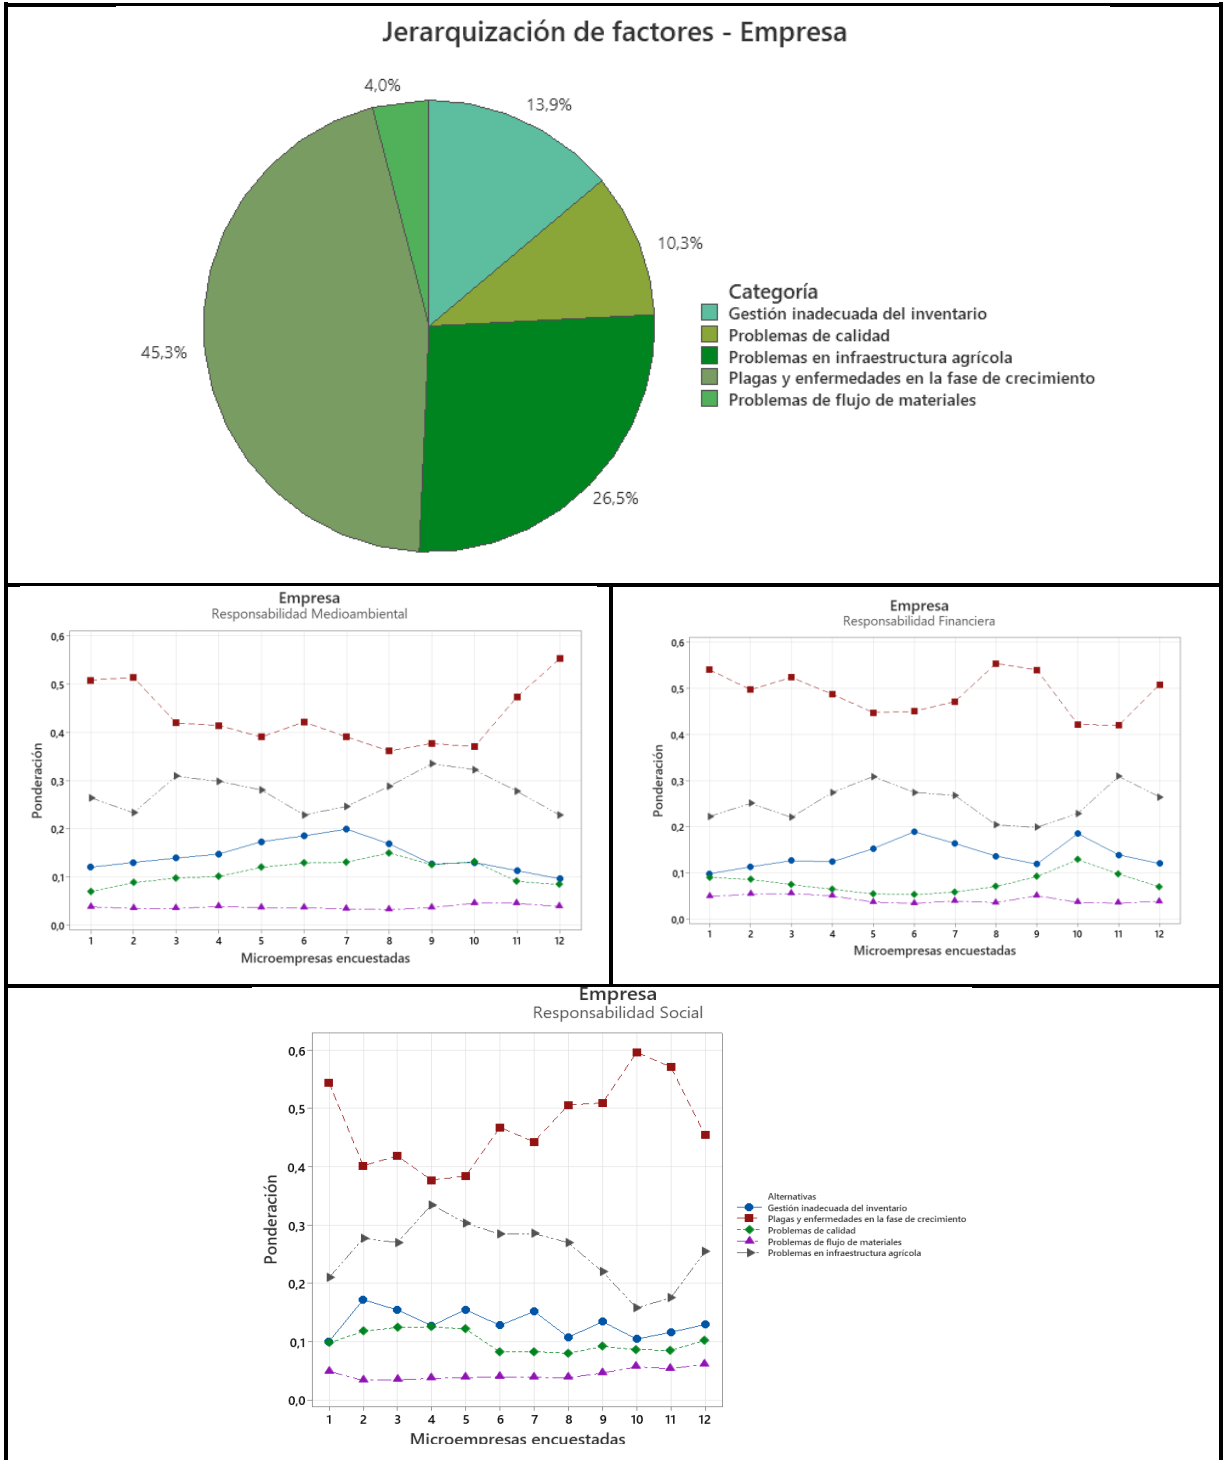 Jerarquización de factores - Empresa
4,0%
13,9%
10,3%
45,3%
26,5%
Categoría
Gestión inadecuada del inventario
Problemas de calidad
Problemas en infraestructura agrícola
Plagas y enfermedades en la fase de crecimiento
Problemas de flujo de materiales
Empresa
Responsabilidad Medioambiental
0,6
0,5
0,4
0,3
0,2
0,1
0,0
Ponderación
1 2 3 4 5 6 7 8 9 10 11 12
Microempresas encuestadas
Empresa
Responsabilidad Financiera
0,6
0,5
0,4
0,3
0,2
0,1
0,0
Ponderación
1 2 3 4 5 6 7 8 9 10 11 12
Microempresas encuestadas
Empresa
Responsabilidad Social
0,6
0,5
0,4
0,3
0,2
0,1
0,0
Ponderación
1 2 3 4 5 6 7 8 9 10 11 12
Microempresas encuestadas
Alternativas
Gestión inadecuada del inventario
Plagas y enfermedades en la fase de crecimiento
Problemas de calidad
Problemas de flujo de materiales
Problemas en infraestructura agrícola